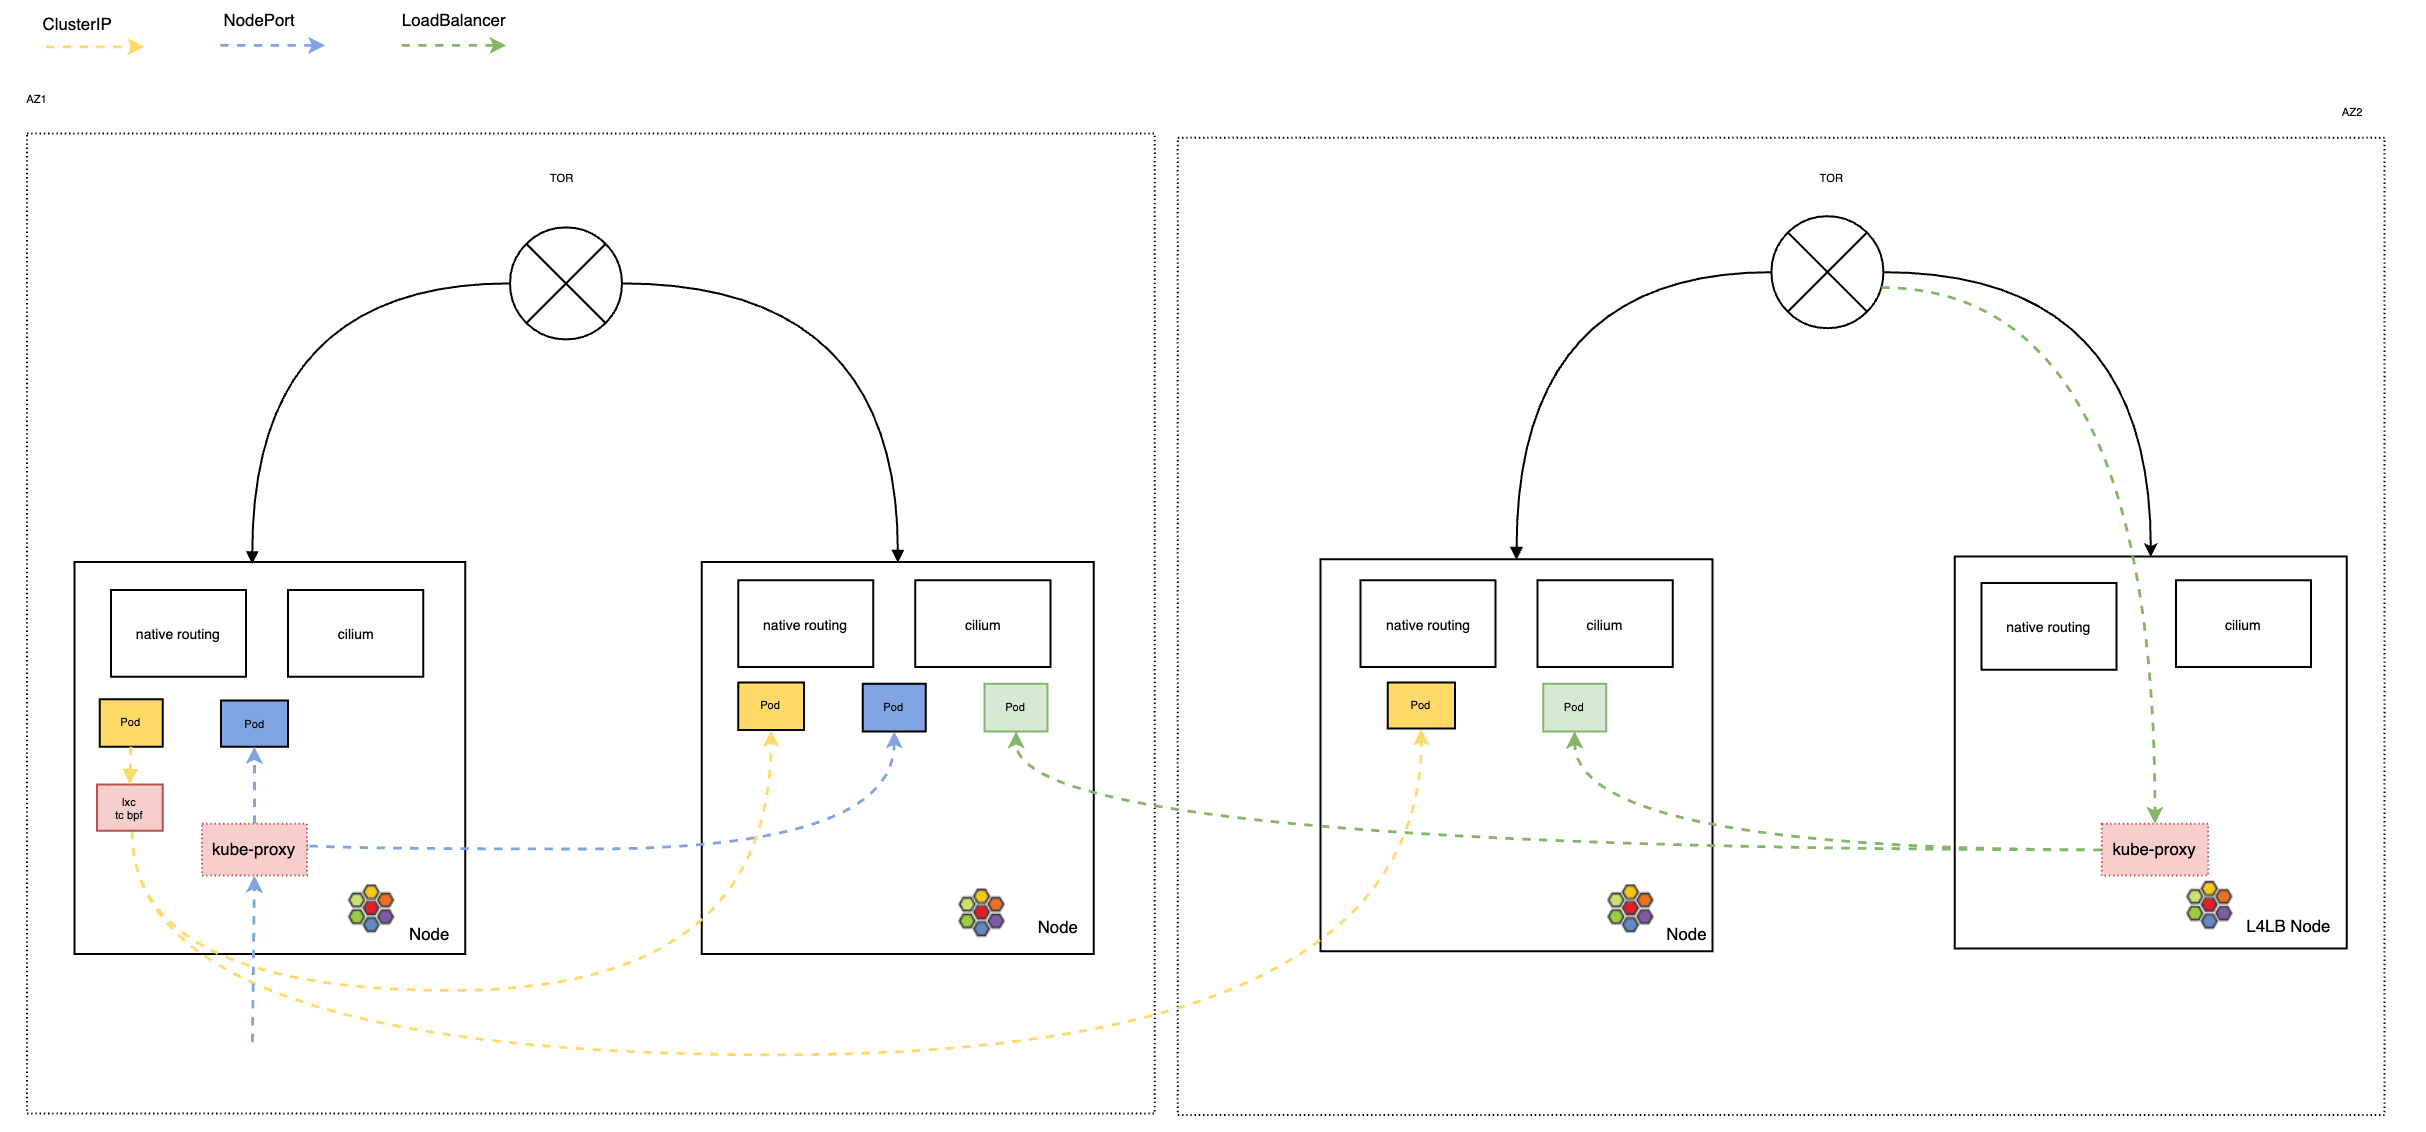 ClusterIP
NodePort
LoadBalancer
AZ1
AZ2
TOR
TOR
native routing
cilium
Pod
Pod
lxc
tc bpf
kube-proxy
Node
native routing
cilium
Pod
Pod
Pod
Node
native routing
cilium
Pod
Pod
Node
native routing
cilium
kube-proxy
L4LB Node